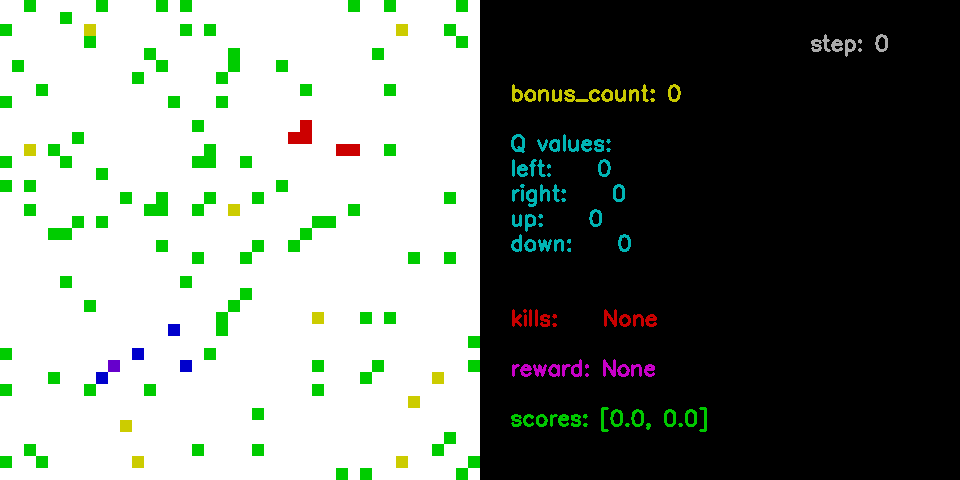 step: 0
bonus_count: 0
Q values:
left: 0
right: 0
up: 0
down: 0
kills: None
reward: None
scores: [0.0, 0.0]